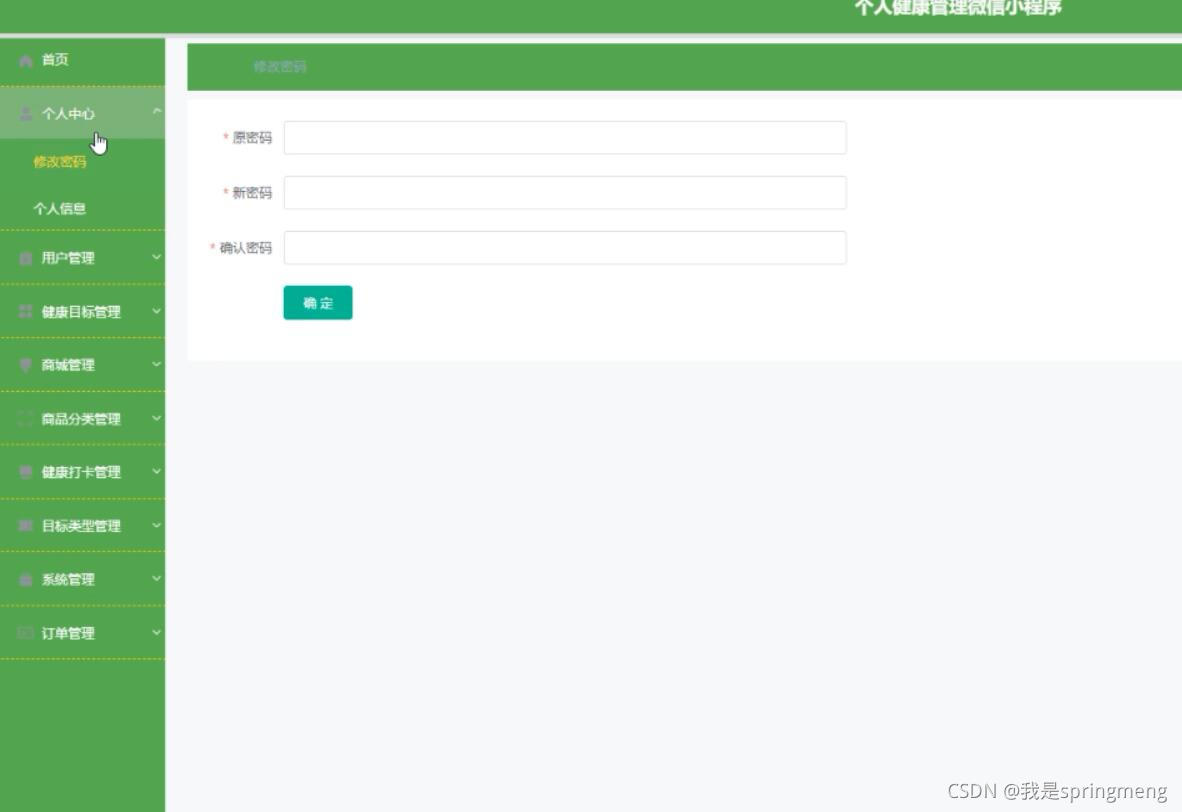 个人健康管理微信小程序
首页
个人中心
修改密码
个人信息
用户管理
健康目标管理
商城管理
商品分类管理
健康打卡管理
目标类型管理
系统管理
订单管理
修改密码
* 原密码
* 新密码
* 确认密码
确定
CSDN @我是springmeng